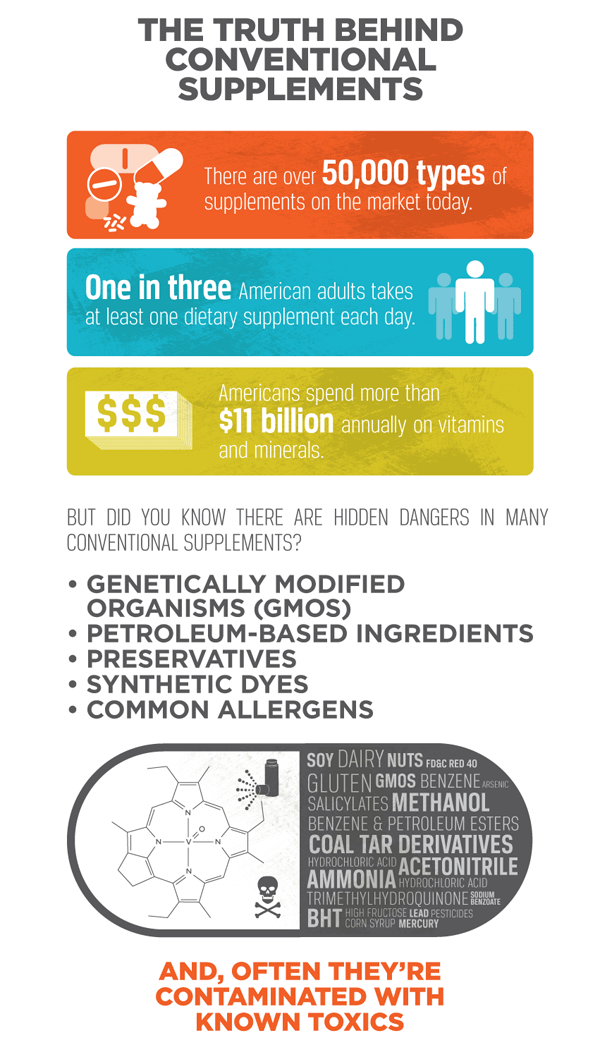 THE TRUTH BEHIND
CONVENTIONAL
SUPPLEMENTS
There are over 50,000 types of
supplements on the market today.
One in three American adults takes
at least one dietary supplement each day.
$$$
Americans spend more than
$11 billion annually on vitamins
and minerals.
BUT DID YOU KNOW THERE ARE HIDDEN DANGERS IN MANY
CONVENTIONAL SUPPLEMENTS?
• GENETICALLY MODIFIED
ORGANISMS (GMOS)
• PETROLEUM-BASED INGREDIENTS
• PRESERVATIVES
• SYNTHETIC DYES
• COMMON ALLERGENS
SOY DAIRY NUTS FD&C RED 40
GLUTEN GMOS BENZENE ARSENIC
SALICYLATES METHANOL
BENZENE & PETROLEUM ESTERS
COAL TAR DERIVATIVES
HYDROCHLORIC ACID ACETONITRILE
AMMONIA HYDROCHLORIC ACID
TRIMETHYLHYDROQUINONE SODIUM BENZOATE
BHT HIGH FRUCTOSE CORN SYRUP LEAD PESTICIDES
MERCURY
N
O
N V N
N
AND, OFTEN THEY'RE
CONTAMINATED WITH
KNOWN TOXICS